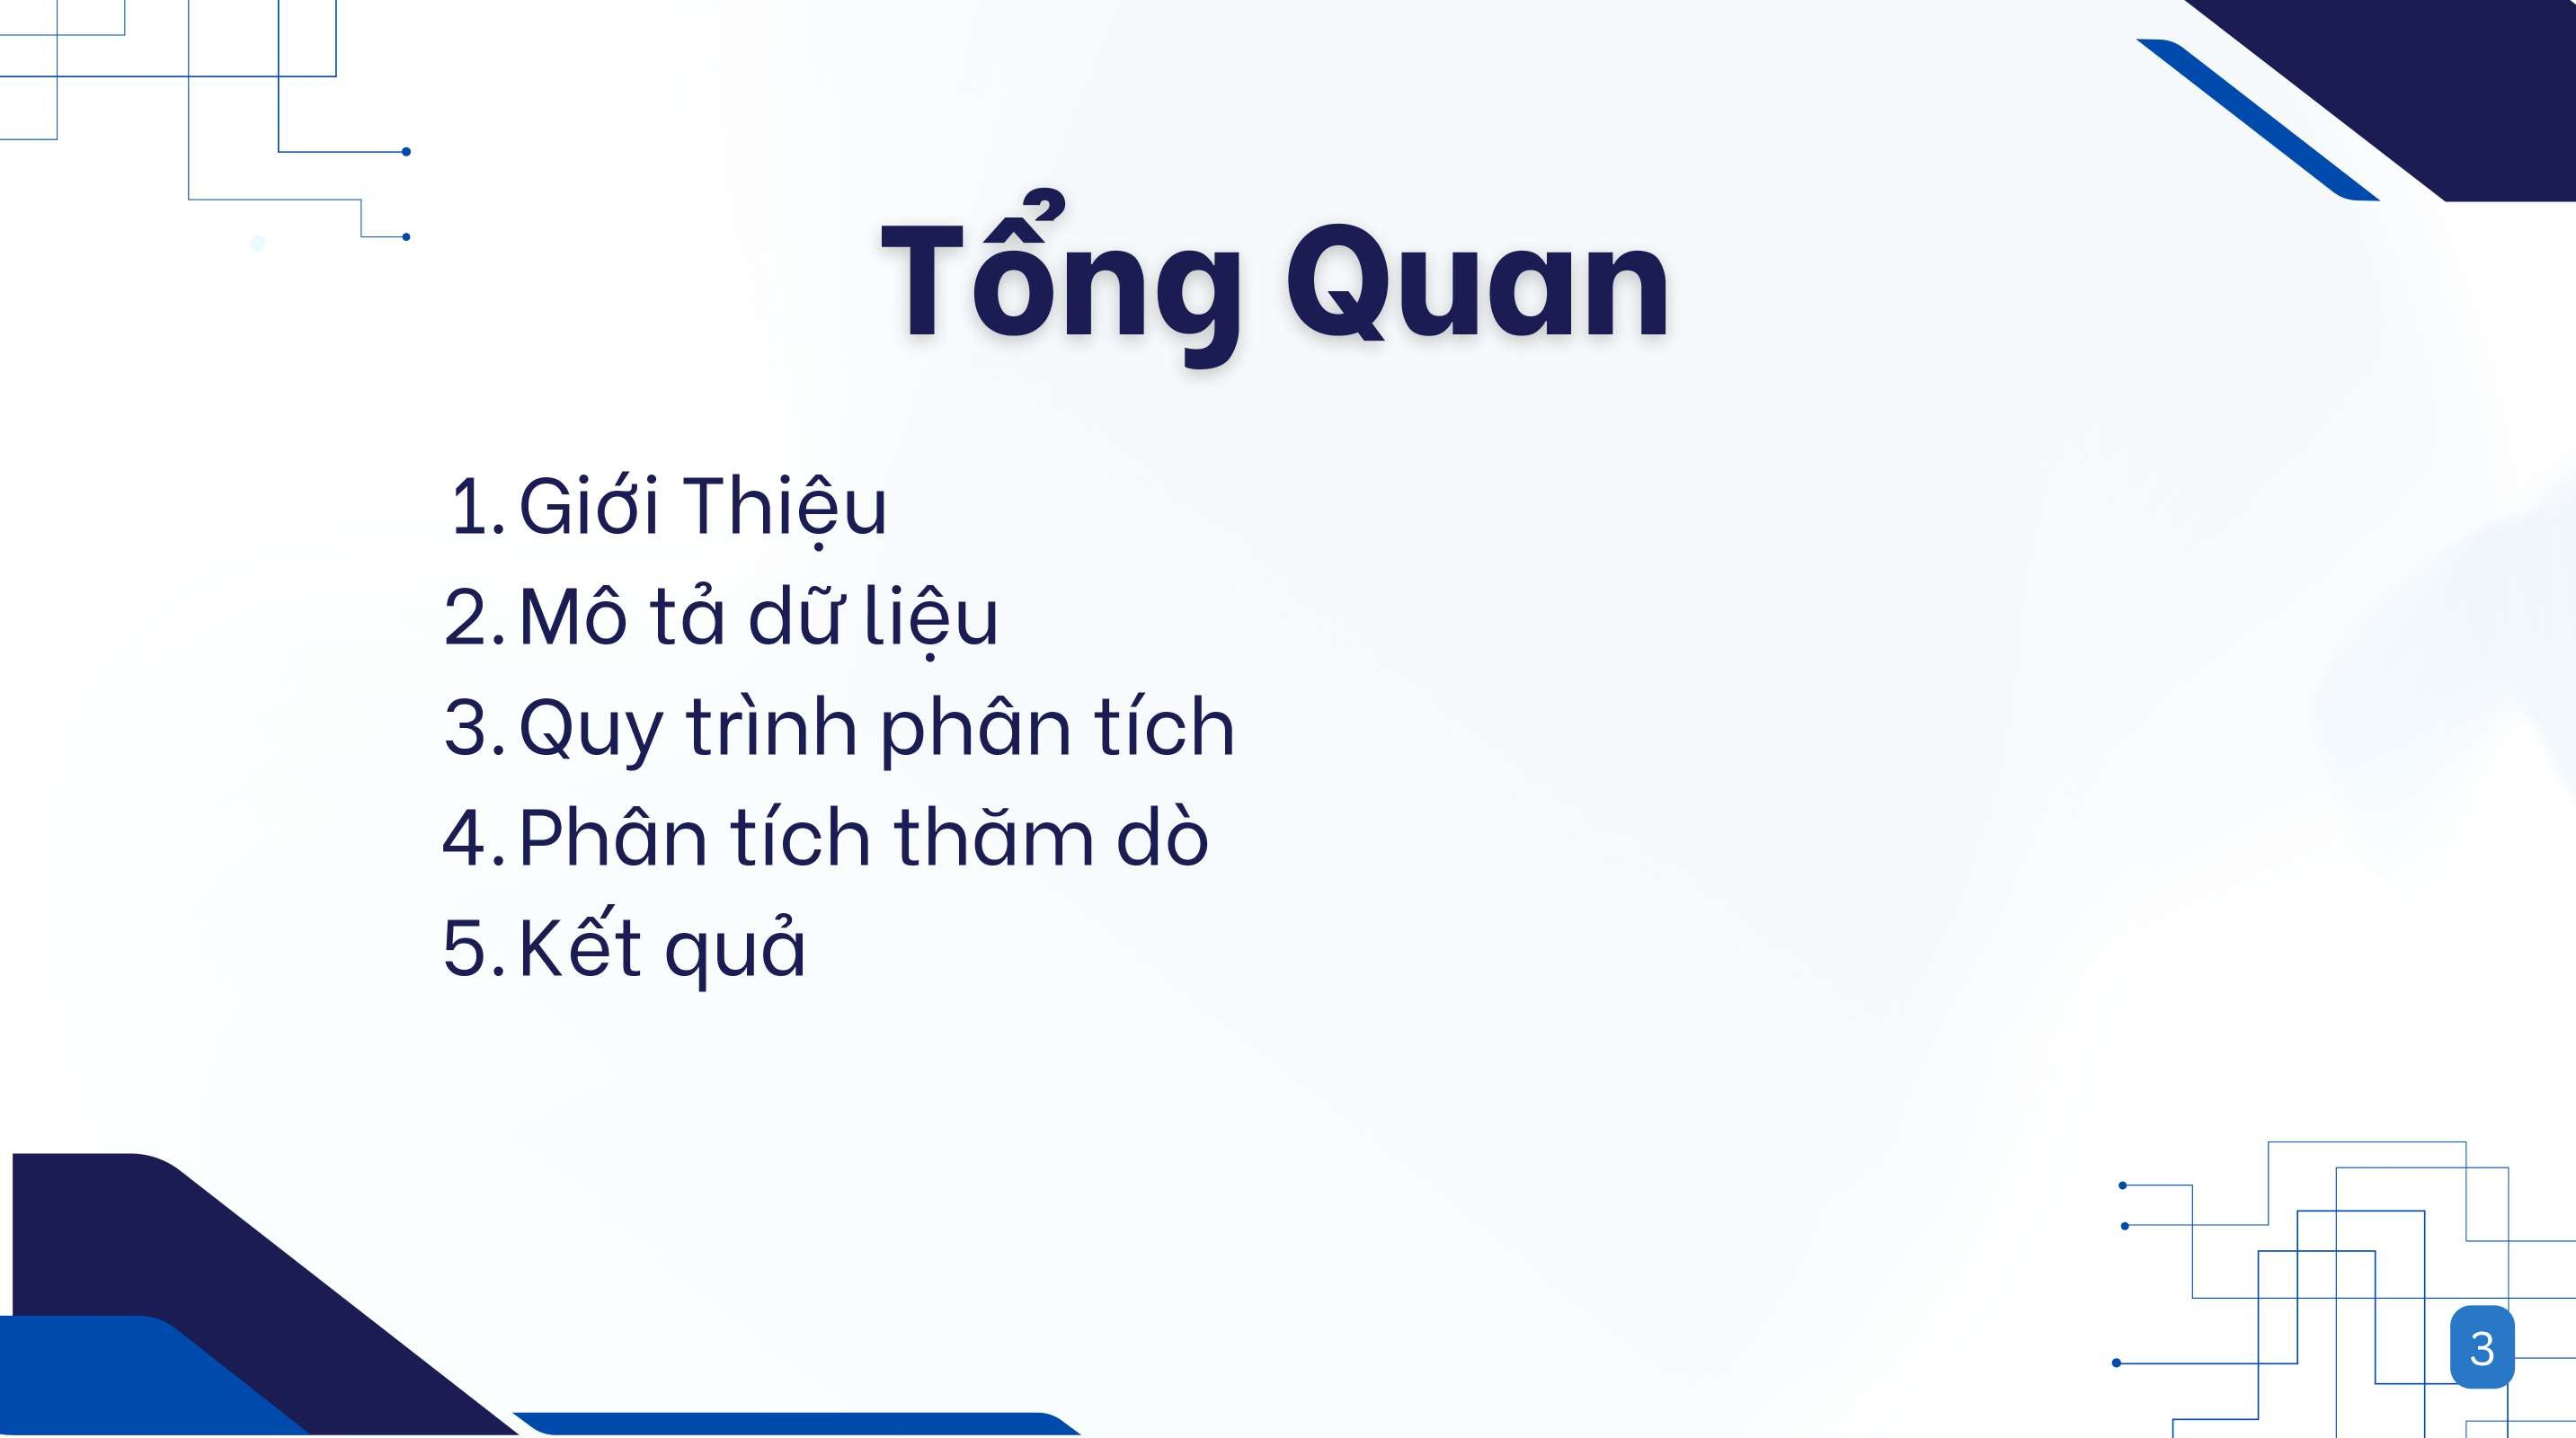 Tổng Quan
1. Giới Thiệu
2. Mô tả dữ liệu
3. Quy trình phân tích
4. Phân tích thăm dò
5. Kết quả
3